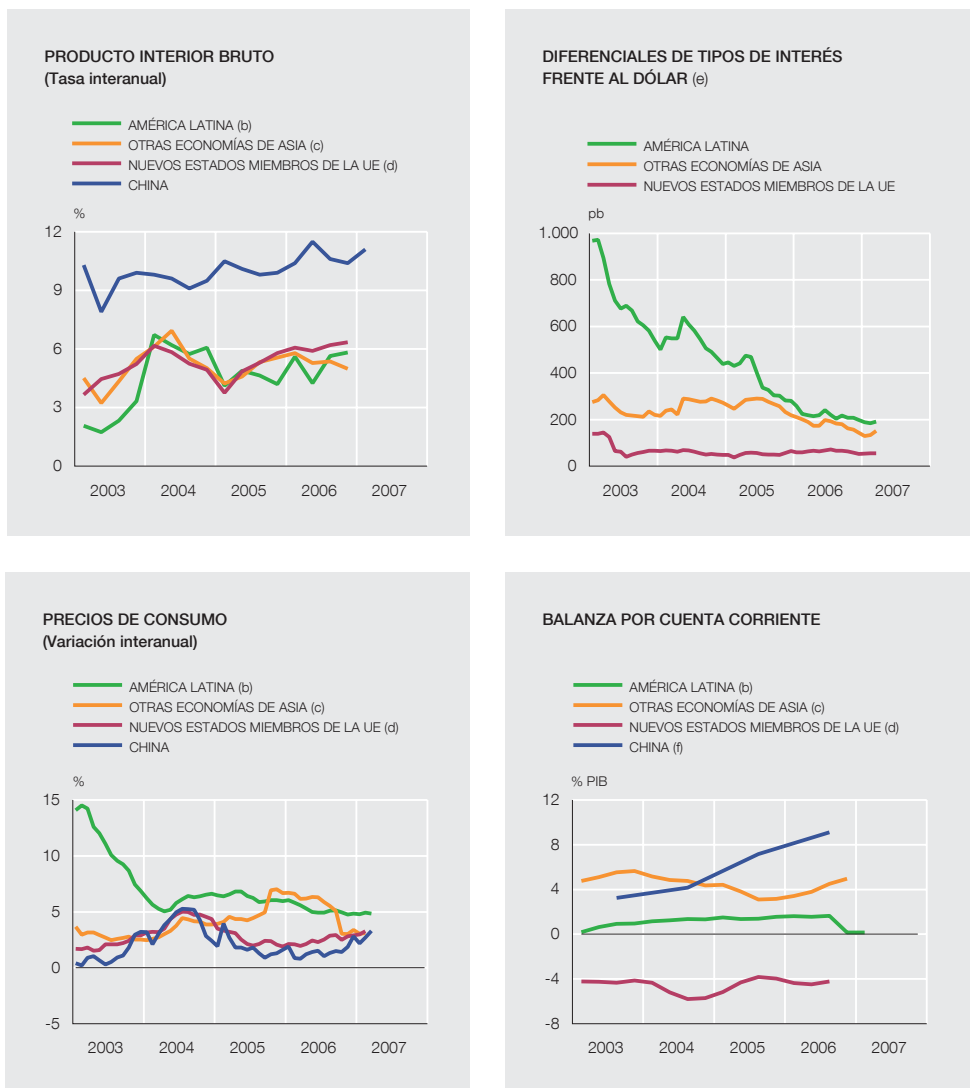 PRODUCTO INTERIOR BRUTO
(Tasa interanual)
AMÉRICA LATINA (b)
OTRAS ECONOMÍAS DE ASIA (c)
NUEVOS ESTADOS MIEMBROS DE LA UE (d)
CHINA
%
12
9
6
3
0
2003 2004 2005 2006 2007
DIFERENCIALES DE TIPOS DE INTERÉS
FRENTE AL DÓLAR (e)
AMÉRICA LATINA
OTRAS ECONOMÍAS DE ASIA
NUEVOS ESTADOS MIEMBROS DE LA UE
pb
1.000
800
600
400
200
0
2003 2004 2005 2006 2007
PRECIOS DE CONSUMO
(Variación interanual)
AMÉRICA LATINA (b)
OTRAS ECONOMÍAS DE ASIA (c)
NUEVOS ESTADOS MIEMBROS DE LA UE (d)
CHINA
%
15
10
5
0
-5
2003 2004 2005 2006 2007
BALANZA POR CUENTA CORRIENTE
AMÉRICA LATINA (b)
OTRAS ECONOMÍAS DE ASIA (c)
NUEVOS ESTADOS MIEMBROS DE LA UE (d)
CHINA (f)
% PIB
12
8
4
0
-4
-8
2003 2004 2005 2006 2007